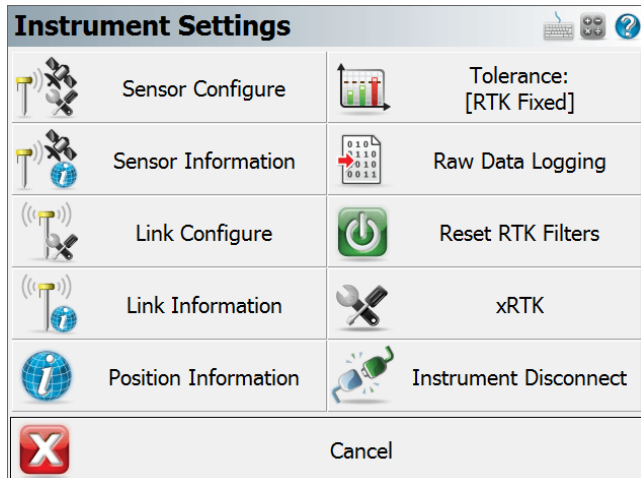 Instrument Settings
Sensor Configure
Tolerance:
[RTK Fixed]
Sensor Information
Raw Data Logging
Link Configure
Reset RTK Filters
Link Information
xRTK
Position Information
Instrument Disconnect
Cancel